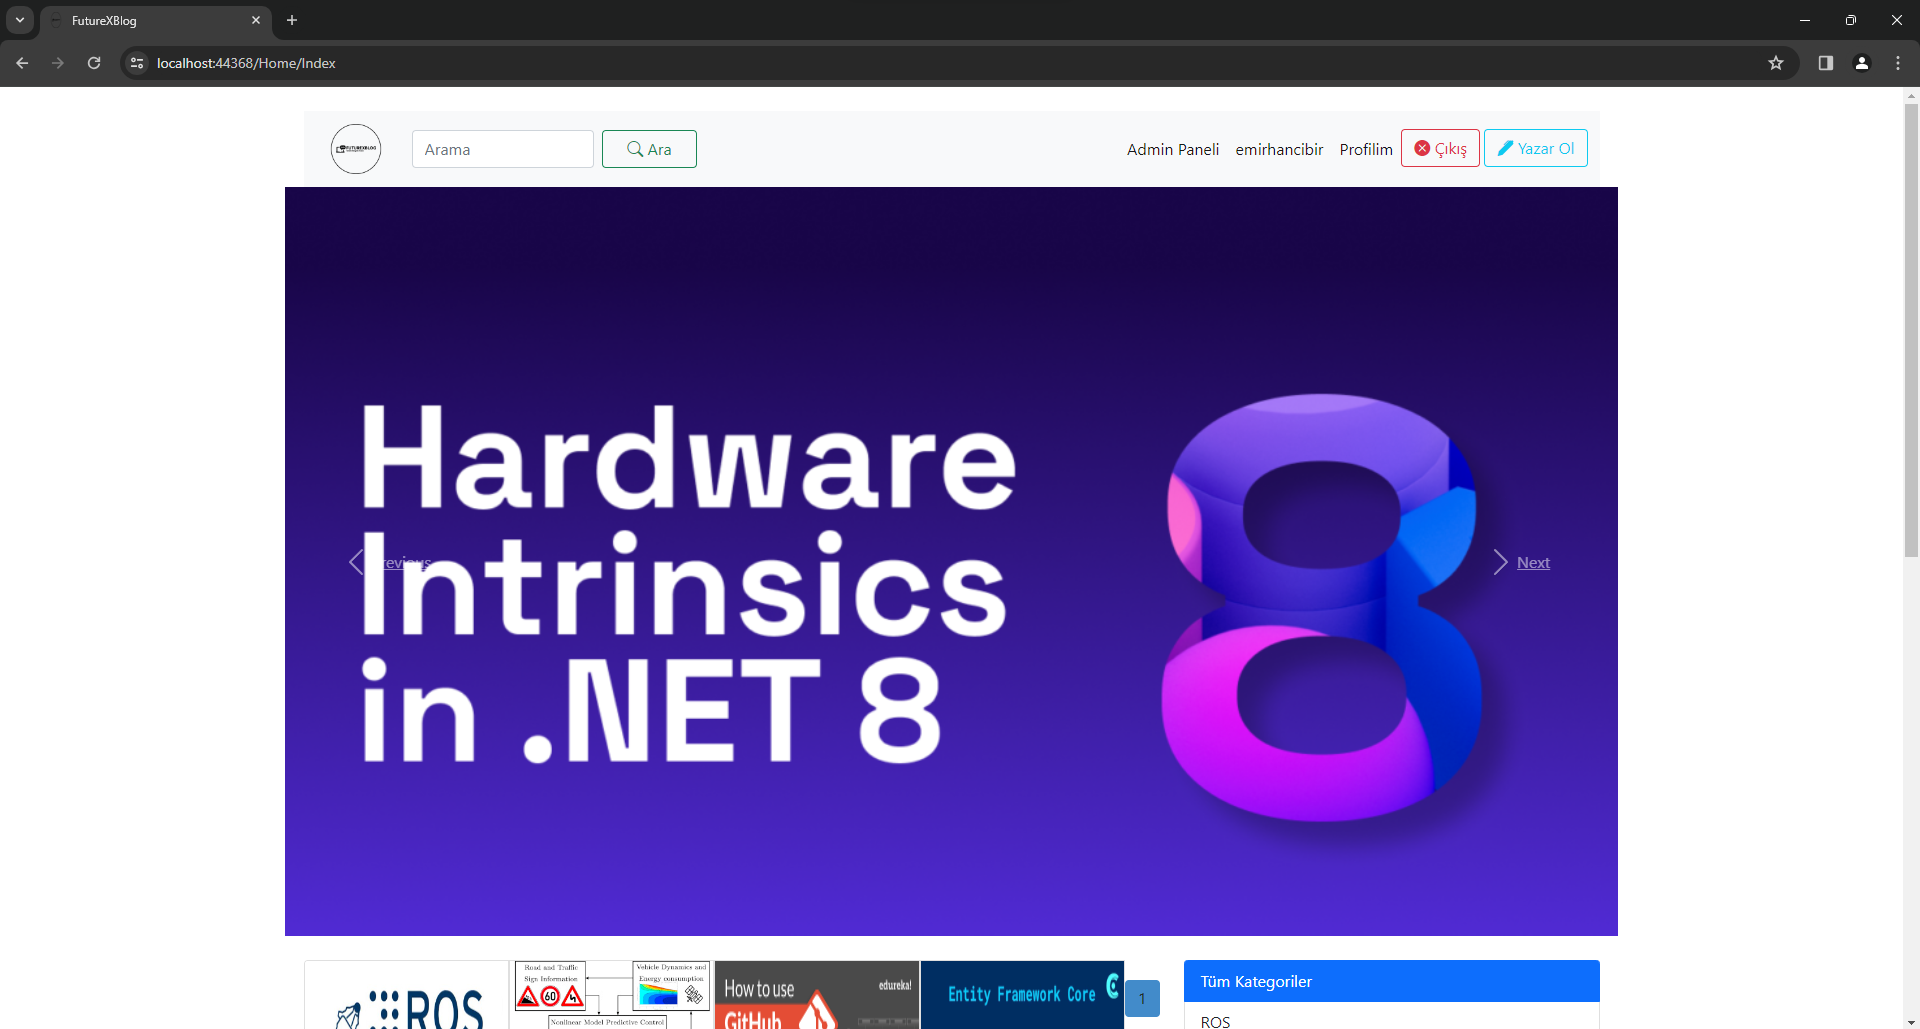 FutureXBlog
localhost:44368/Home/Index
FUTUREXBLOG
Arama
Ara
Admin Paneli
emirhancibir
Profilim
Çıkış
Yazar Ol
Hardware
Intrinsics
in .NET 8
Previous
Next
ROS
Road and Traffic
Sign Information
60
Vehicle Dynamics and
Energy consumption
Nonlinear Model Predictive Control
How to use
GitHub
edureka!
Entity Framework Core
1
Tüm Kategoriler
ROS